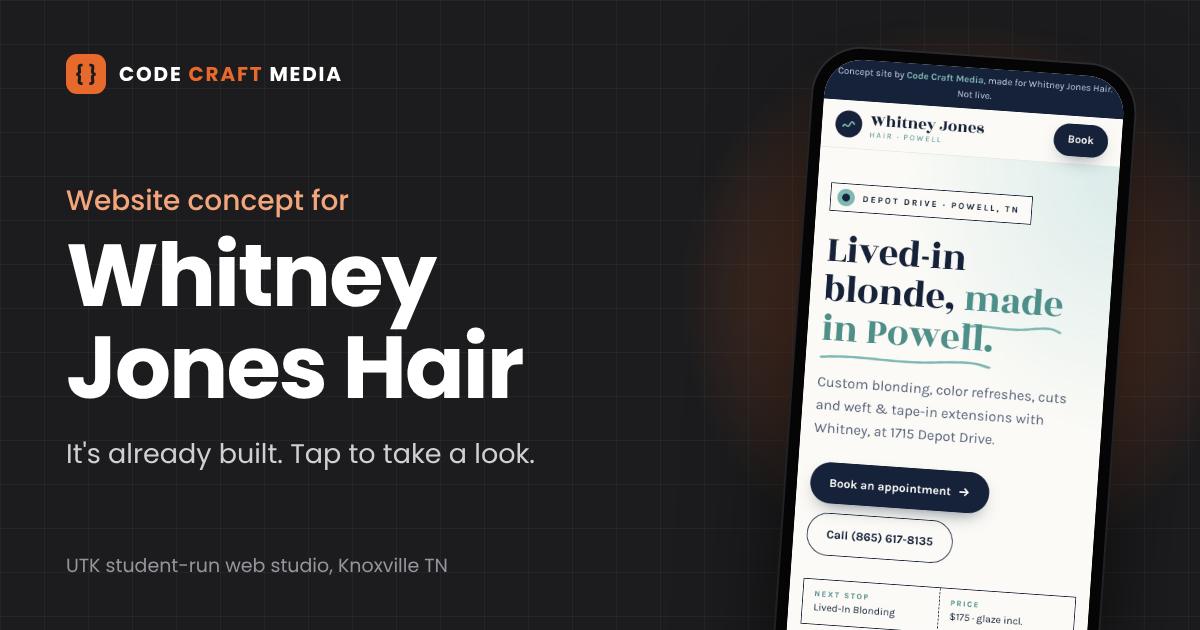 { } CODE CRAFT MEDIA
Website concept for
Whitney
Jones Hair
It's already built. Tap to take a look.
UTK student-run web studio, Knoxville TN
Concept site by Code Craft Media, made for Whitney Jones Hair.
Not live.
Whitney Jones
HAIR · POWELL
Book
DEPOT DRIVE · POWELL, TN
Lived-in
blonde, made
in Powell.
Custom blonding, color refreshes, cuts
and weft & tape-in extensions with
Whitney, at 1715 Depot Drive.
Book an appointment →
Call (865) 617-8135
NEXT STOP
Lived-In Blonding
PRICE
$175 · glaze incl.